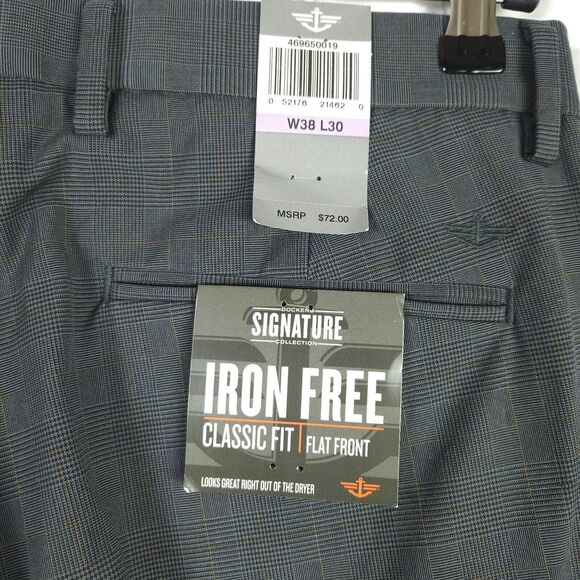 469650019
0 52176 21462 0
W38 L30
MSRP $72.00
DOCKERS
SIGNATURE
COLLECTION
IRON FREE
CLASSIC FIT | FLAT FRONT
LOOKS GREAT RIGHT OUT OF THE DRYER